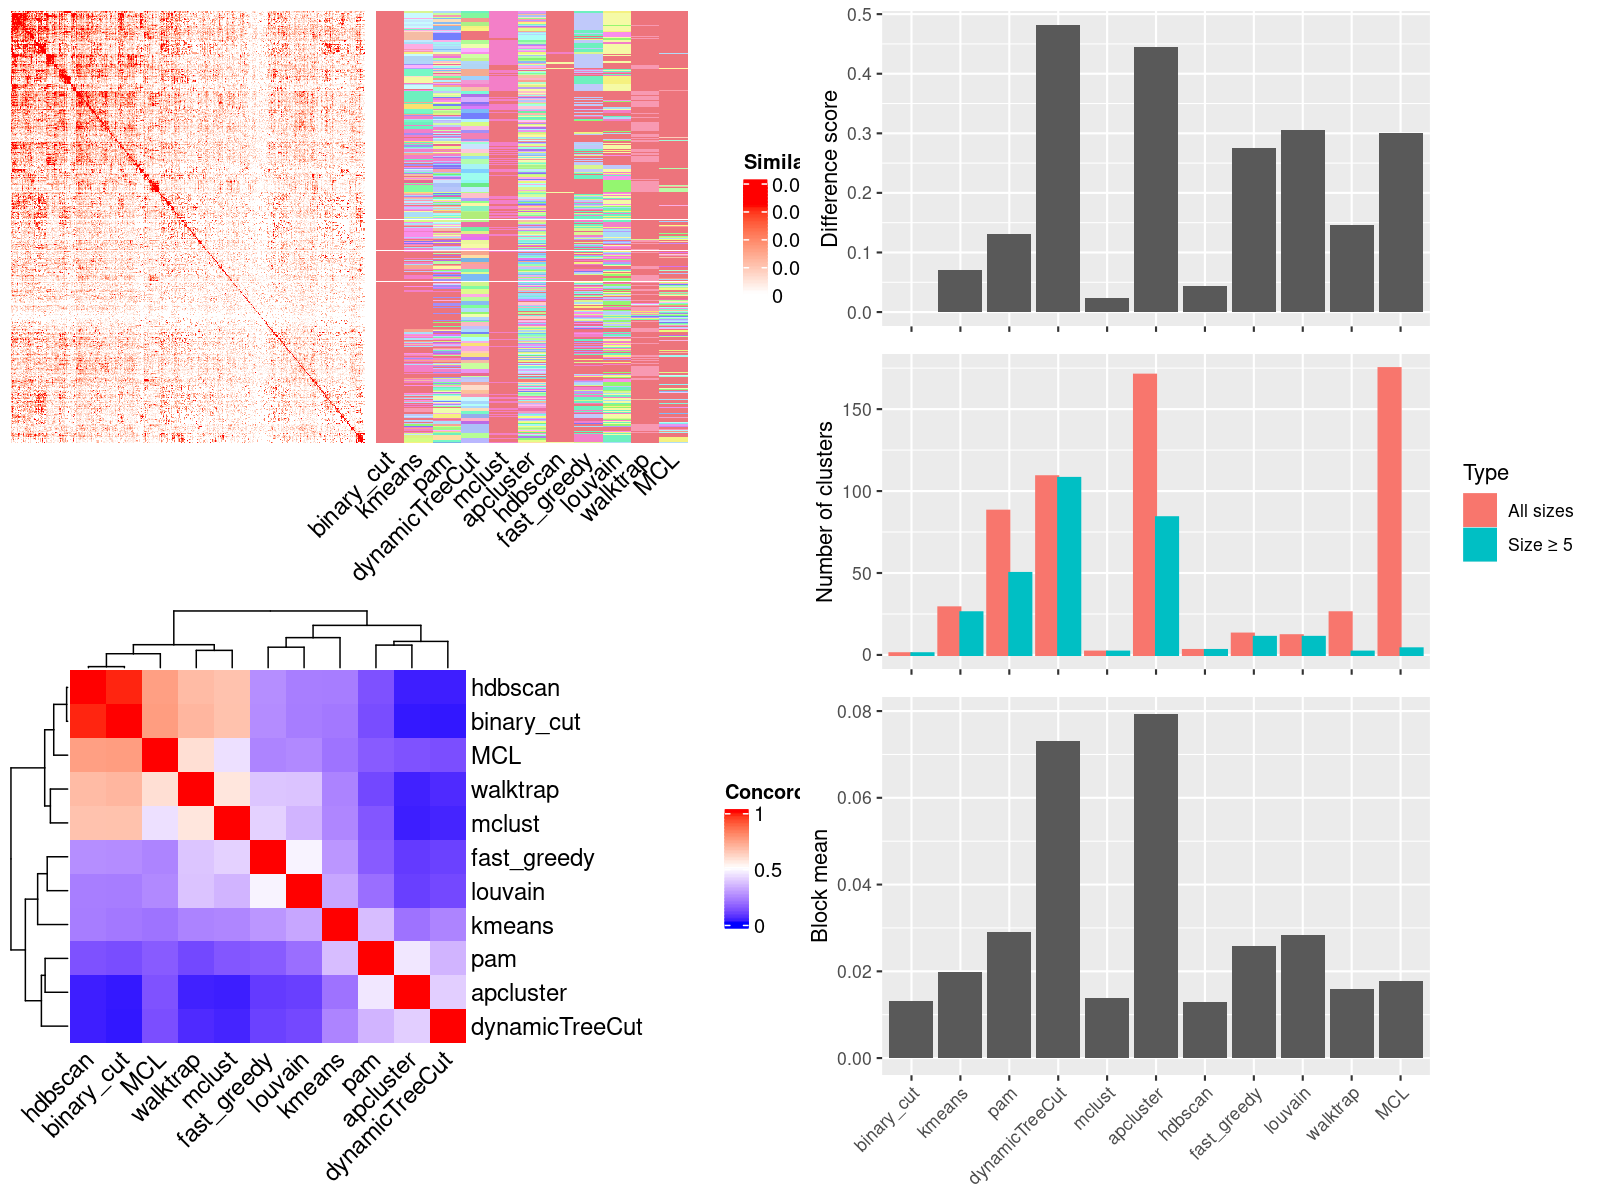 Simila
0.0
0.0
0.0
0.0
0
binary_cut
kmeans
pam
dynamicTreeCut
mclust
apcluster
hdbscan
fast_greedy
louvain
walktrap
MCL
hdbscan
binary_cut
MCL
walktrap
mclust
fast_greedy
louvain
kmeans
pam
apcluster
dynamicTreeCut
hdbscan
binary_cut
MCL
walktrap
mclust
fast_greedy
louvain
kmeans
pam
apcluster
dynamicTreeCut
Concord
1
0.5
0
Difference score
0.5
0.4
0.3
0.2
0.1
0.0
Number of clusters
150
100
50
0
Type
All sizes
Size ≥ 5
Block mean
0.08
0.06
0.04
0.02
0.00
binary_cut
kmeans
pam
dynamicTreeCut
mclust
apcluster
hdbscan
fast_greedy
louvain
walktrap
MCL